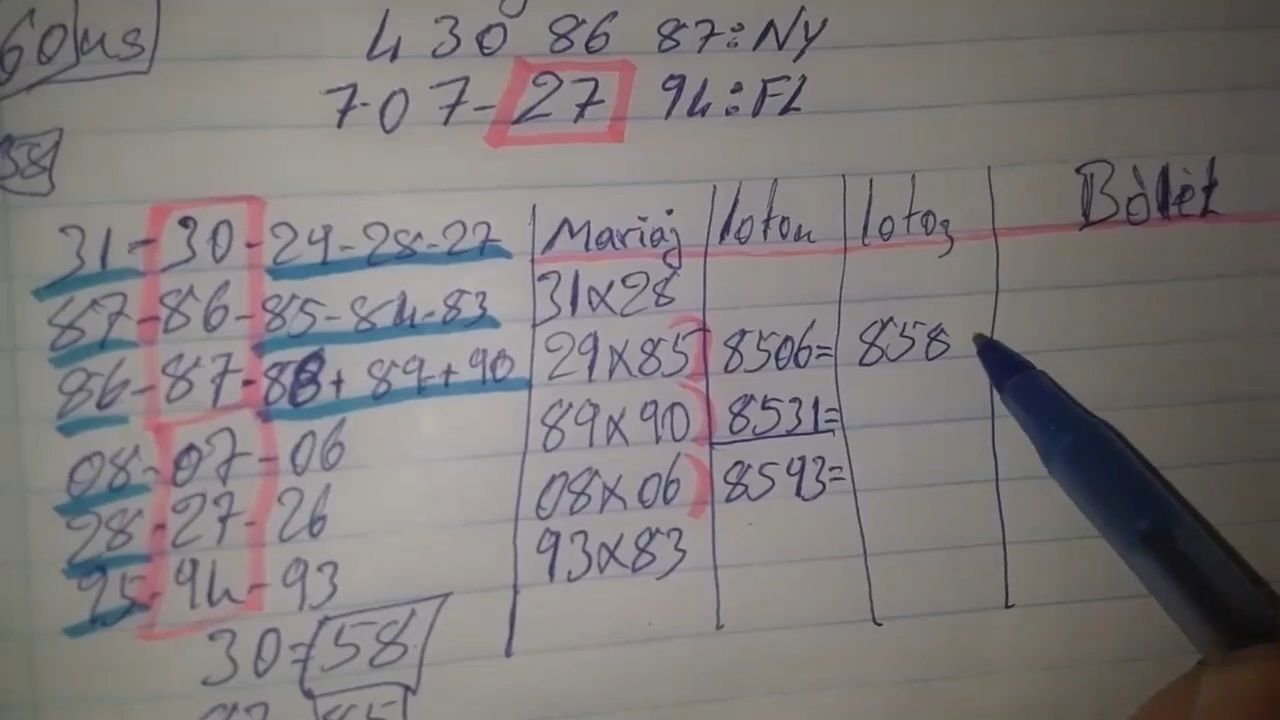 60 us
4 30 86 87:NY
7-07-27 94:FL
58
Mariaj loto4 loto3 Bòlèt
31-30-29-28-27 31x28
87-86-85-84-83 29x85 8506= 858
86-87-88+89+90 89x90 8531=
08-07-06 08x06 8593=
28-27-26 93x83
95-94-93
30=58